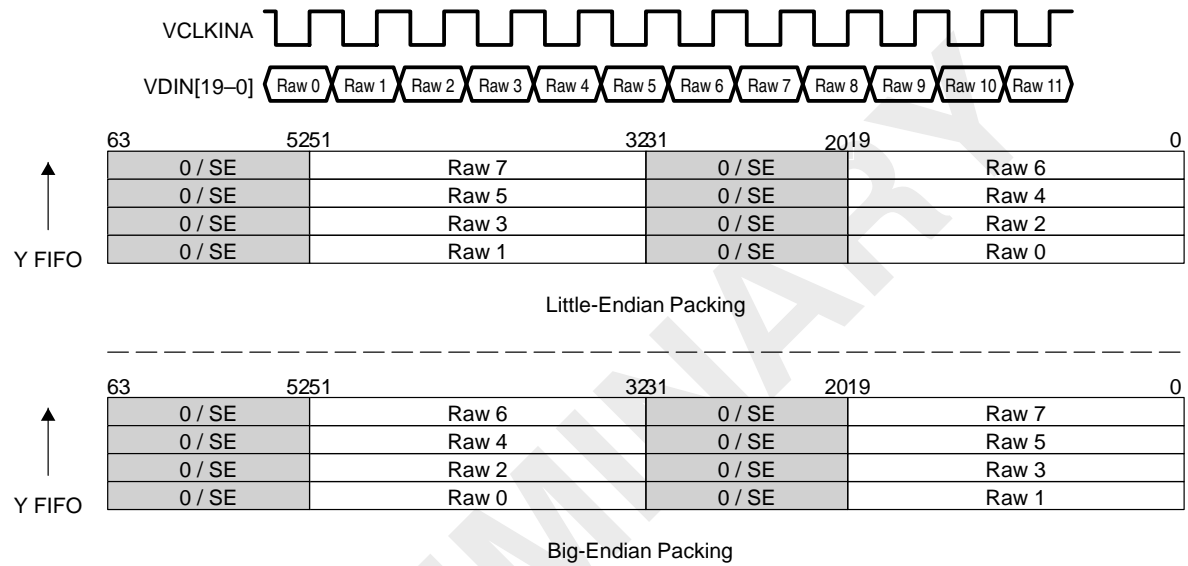 VCLKINA
VDIN[19–0] Raw 0 Raw 1 Raw 2 Raw 3 Raw 4 Raw 5 Raw 6 Raw 7 Raw 8 Raw 9 Raw 10 Raw 11
63 5251 3231 2019 0
0 / SE Raw 7 0 / SE Raw 6
0 / SE Raw 5 0 / SE Raw 4
0 / SE Raw 3 0 / SE Raw 2
0 / SE Raw 1 0 / SE Raw 0
Y FIFO
Little-Endian Packing
63 5251 3231 2019 0
0 / SE Raw 6 0 / SE Raw 7
0 / SE Raw 4 0 / SE Raw 5
0 / SE Raw 2 0 / SE Raw 3
0 / SE Raw 0 0 / SE Raw 1
Y FIFO
Big-Endian Packing
MINARY